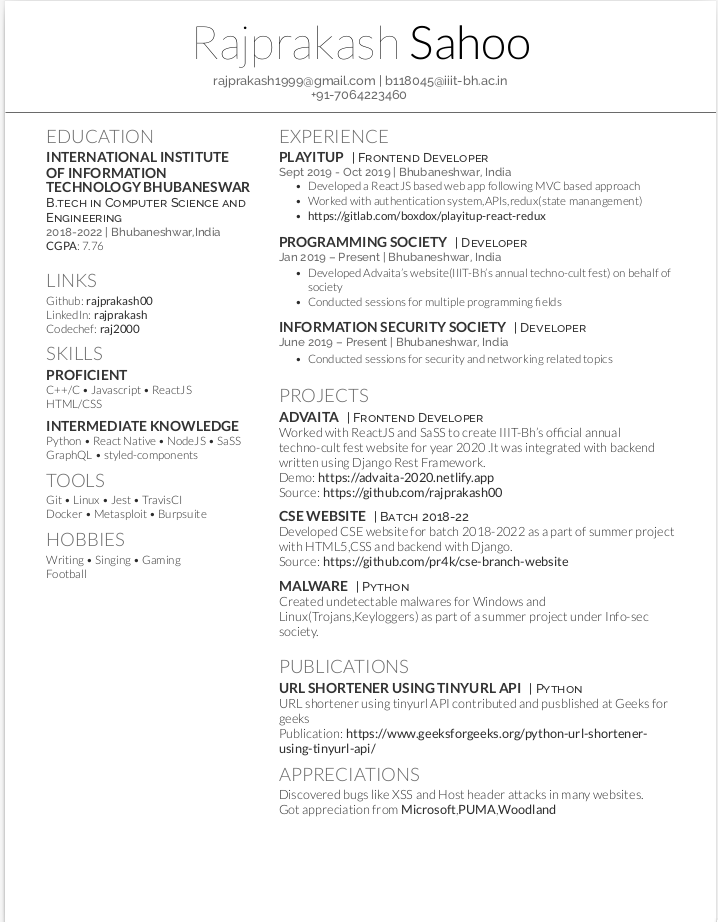 Rajprakash Sahoo
rajprakash1999@gmail.com | b118045@iiit-bh.ac.in
+91-7064223460
EDUCATION
INTERNATIONAL INSTITUTE
OF INFORMATION
TECHNOLOGY BHUBANESWAR
B.TECH IN COMPUTER SCIENCE AND
ENGINEERING
2018-2022 | Bhubaneshwar,India
CGPA: 7.76
LINKS
Github: rajprakash00
LinkedIn: rajprakash
Codechef: raj2000
SKILLS
PROFICIENT
C++/C • Javascript • ReactJS
HTML/CSS
INTERMEDIATE KNOWLEDGE
Python • React Native • NodeJS • SaSS
GraphQL • styled-components
TOOLS
Git • Linux • Jest • TravisCI
Docker • Metasploit • Burpsuite
HOBBIES
Writing • Singing • Gaming
Football
EXPERIENCE
PLAYITUP | FRONTEND DEVELOPER
Sept 2019 - Oct 2019 | Bhubaneshwar, India
• Developed a ReactJS based web app following MVC based approach
• Worked with authentication system,APIs,redux(state manangement)
• https://gitlab.com/boxdox/playitup-react-redux
PROGRAMMING SOCIETY | DEVELOPER
Jan 2019 – Present | Bhubaneshwar, India
• Developed Advaita's website(IIIT-Bh's annual techno-cult fest) on behalf of
society
• Conducted sessions for multiple programming fields
INFORMATION SECURITY SOCIETY | DEVELOPER
June 2019 – Present | Bhubaneshwar, India
• Conducted sessions for security and networking related topics
PROJECTS
ADVAITA | FRONTEND DEVELOPER
Worked with ReactJS and SaSS to create IIIT-Bh's official annual
techno-cult fest website for year 2020 .It was integrated with backend
written using Django Rest Framework.
Demo: https://advaita-2020.netlify.app
Source: https://github.com/rajprakash00
CSE WEBSITE | BATCH 2018-22
Developed CSE website for batch 2018-2022 as a part of summer project
with HTML5,CSS and backend with Django.
Source: https://github.com/pr4k/cse-branch-website
MALWARE | PYTHON
Created undetectable malwares for Windows and
Linux(Trojans,Keyloggers) as part of a summer project under Info-sec
society.
PUBLICATIONS
URL SHORTENER USING TINYURL API | PYTHON
URL shortener using tinyurl API contributed and pusblished at Geeks for
geeks
Publication: https://www.geeksforgeeks.org/python-url-shortener-
using-tinyurl-api/
APPRECIATIONS
Discovered bugs like XSS and Host header attacks in many websites.
Got appreciation from Microsoft,PUMA,Woodland